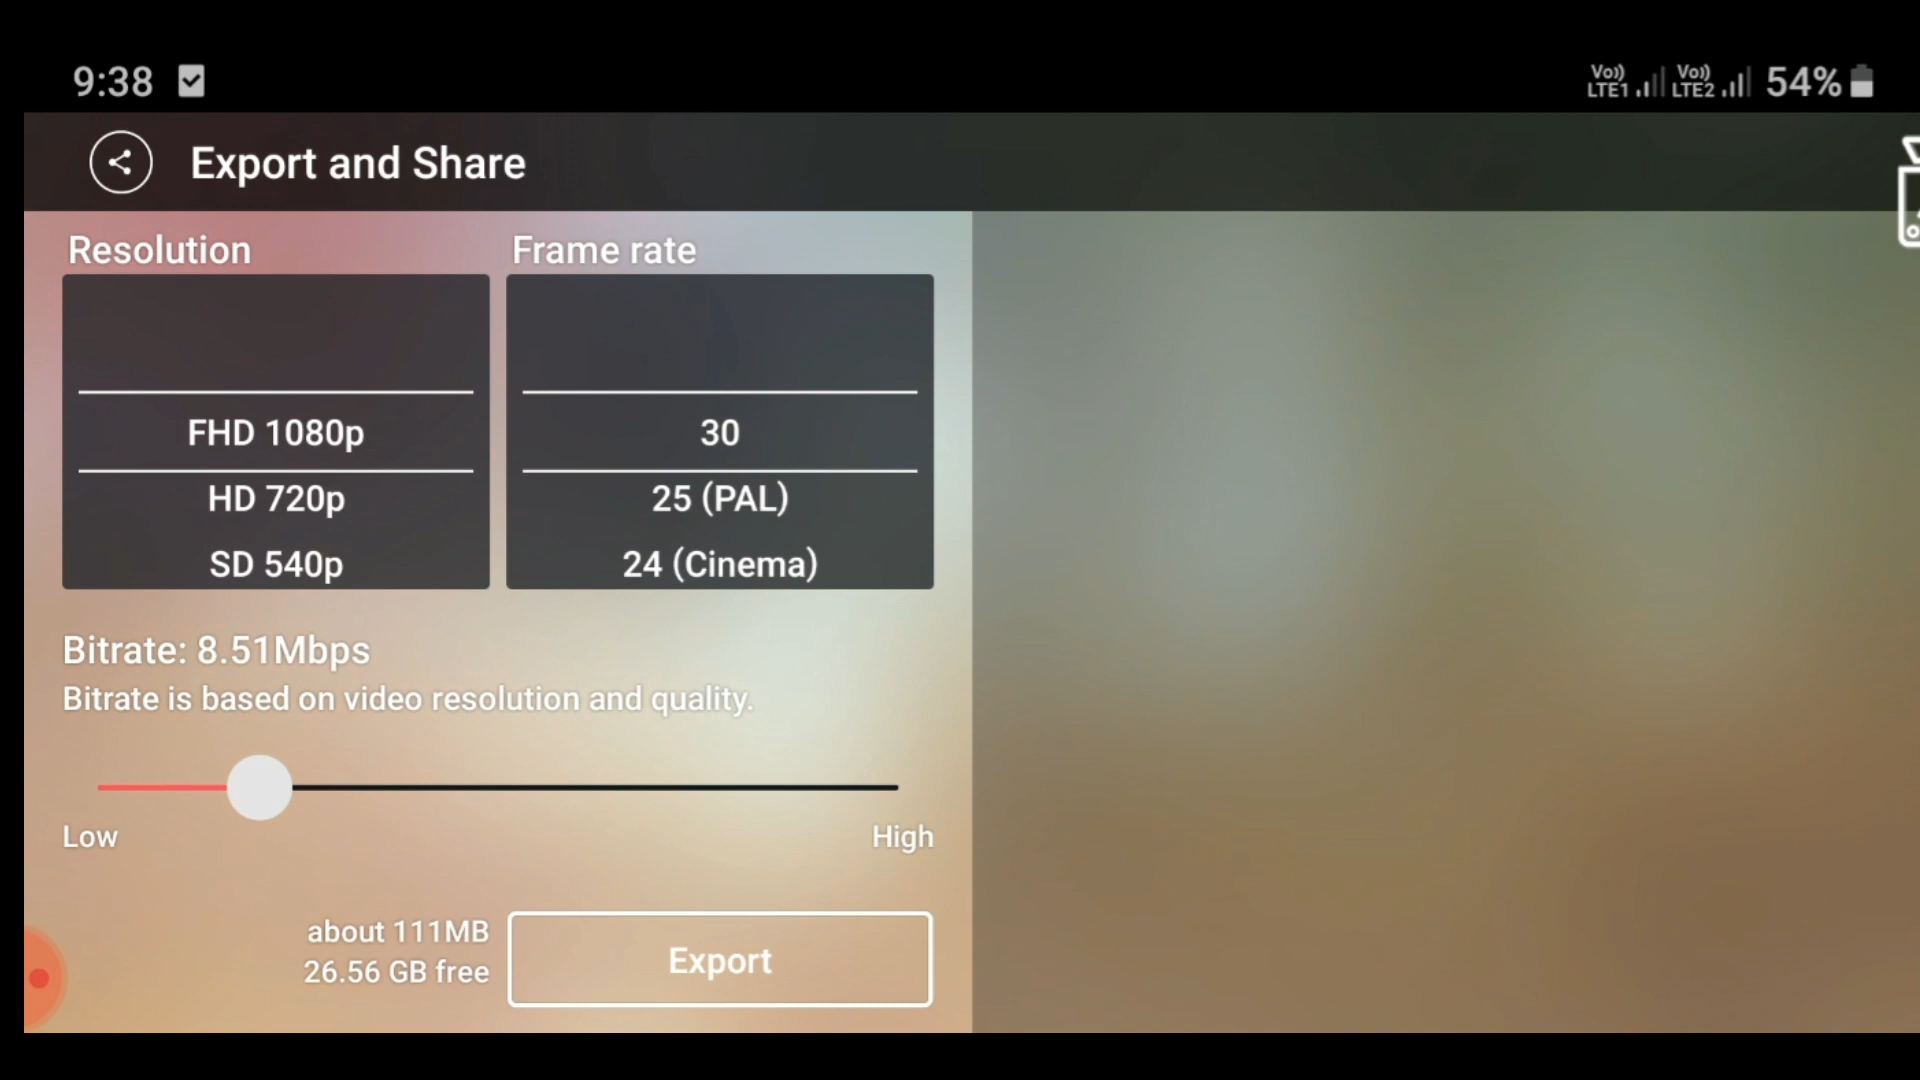 9:38
Vo)) LTE1 Vo)) LTE2 54%
Export and Share
Resolution
Frame rate
FHD 1080p
30
HD 720p
25 (PAL)
SD 540p
24 (Cinema)
Bitrate: 8.51Mbps
Bitrate is based on video resolution and quality.
Low
High
about 111MB
26.56 GB free
Export